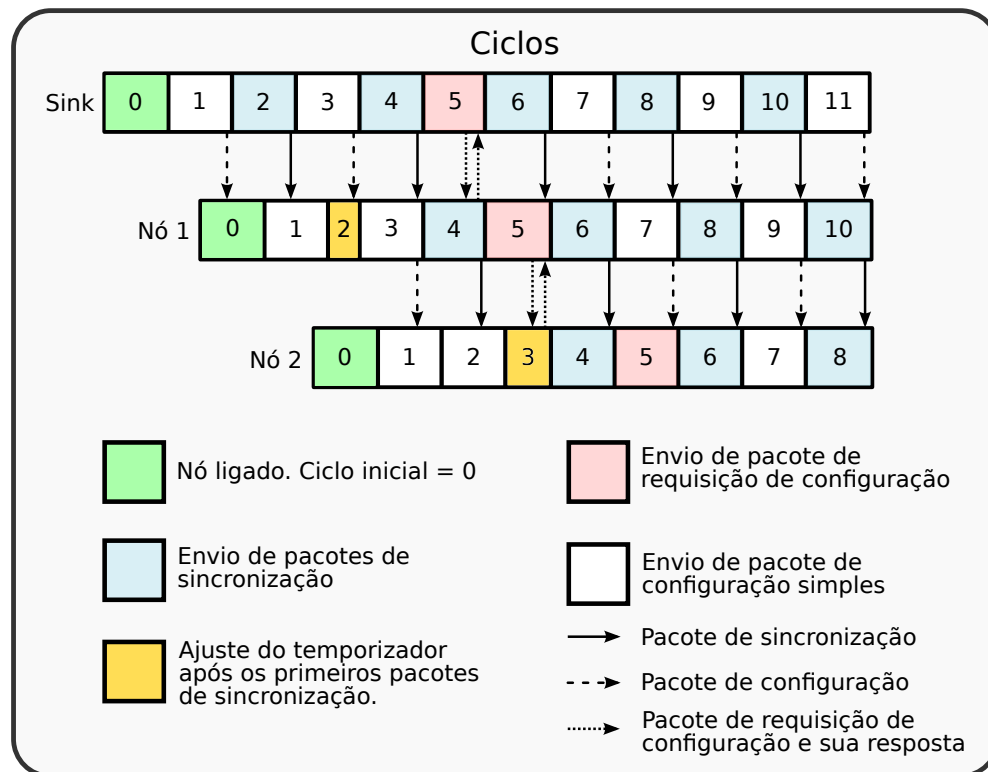 Ciclos
Sink 0 1 2 3 4 5 6 7 8 9 10 11
Nó 1 0 1 2 3 4 5 6 7 8 9 10
Nó 2 0 1 2 3 4 5 6 7 8
Nó ligado. Ciclo inicial = 0
Envio de pacotes de
sincronização
Ajuste do temporizador
após os primeiros pacotes
de sincronização.
Envio de pacote de
requisição de configuração
Envio de pacote de
configuração simples
Pacote de sincronização
Pacote de configuração
Pacote de requisição de
configuração e sua resposta